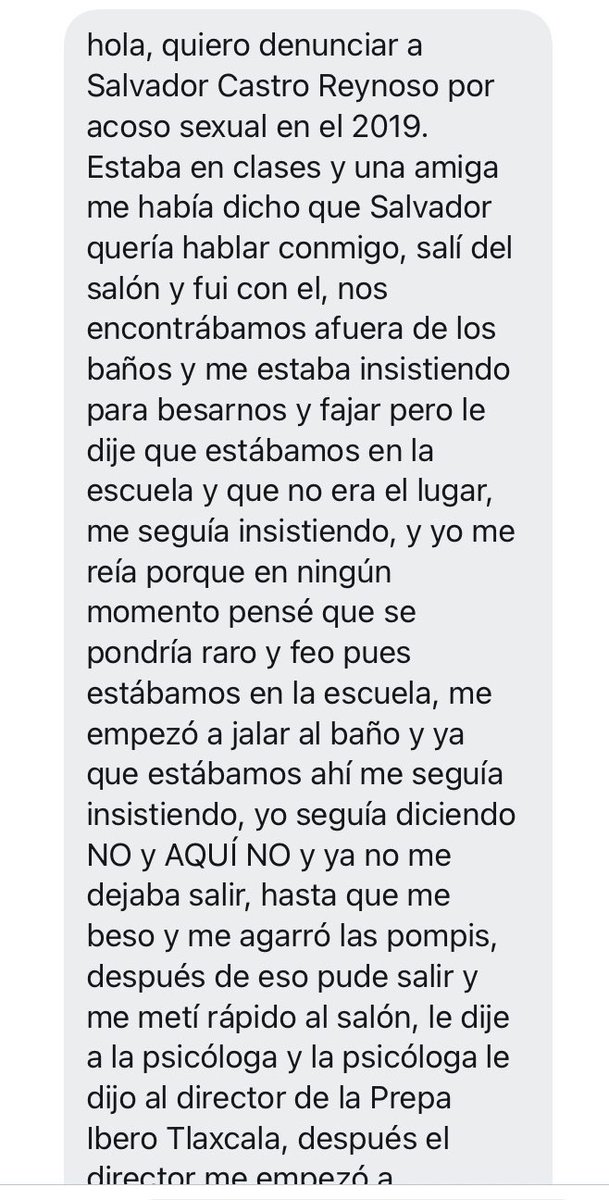 hola, quiero denunciar a
Salvador Castro Reynoso por
acoso sexual en el 2019.
Estaba en clases y una amiga
me había dicho que Salvador
quería hablar conmigo, salí del
salón y fui con el, nos
encontrábamos afuera de los
baños y me estaba insistiendo
para besarnos y fajar pero le
dije que estábamos en la
escuela y que no era el lugar,
me seguía insistiendo, y yo me
reía porque en ningún
momento pensé que se
pondría raro y feo pues
estábamos en la escuela, me
empezó a jalar al baño y ya
que estábamos ahí me seguía
insistiendo, yo seguía diciendo
NO y AQUÍ NO y ya no me
dejaba salir, hasta que me
beso y me agarró las pompis,
después de eso pude salir y
me metí rápido al salón, le dije
a la psicóloga y la psicóloga le
dijo al director de la Prepa
Ibero Tlaxcala, después el
director me empezó a